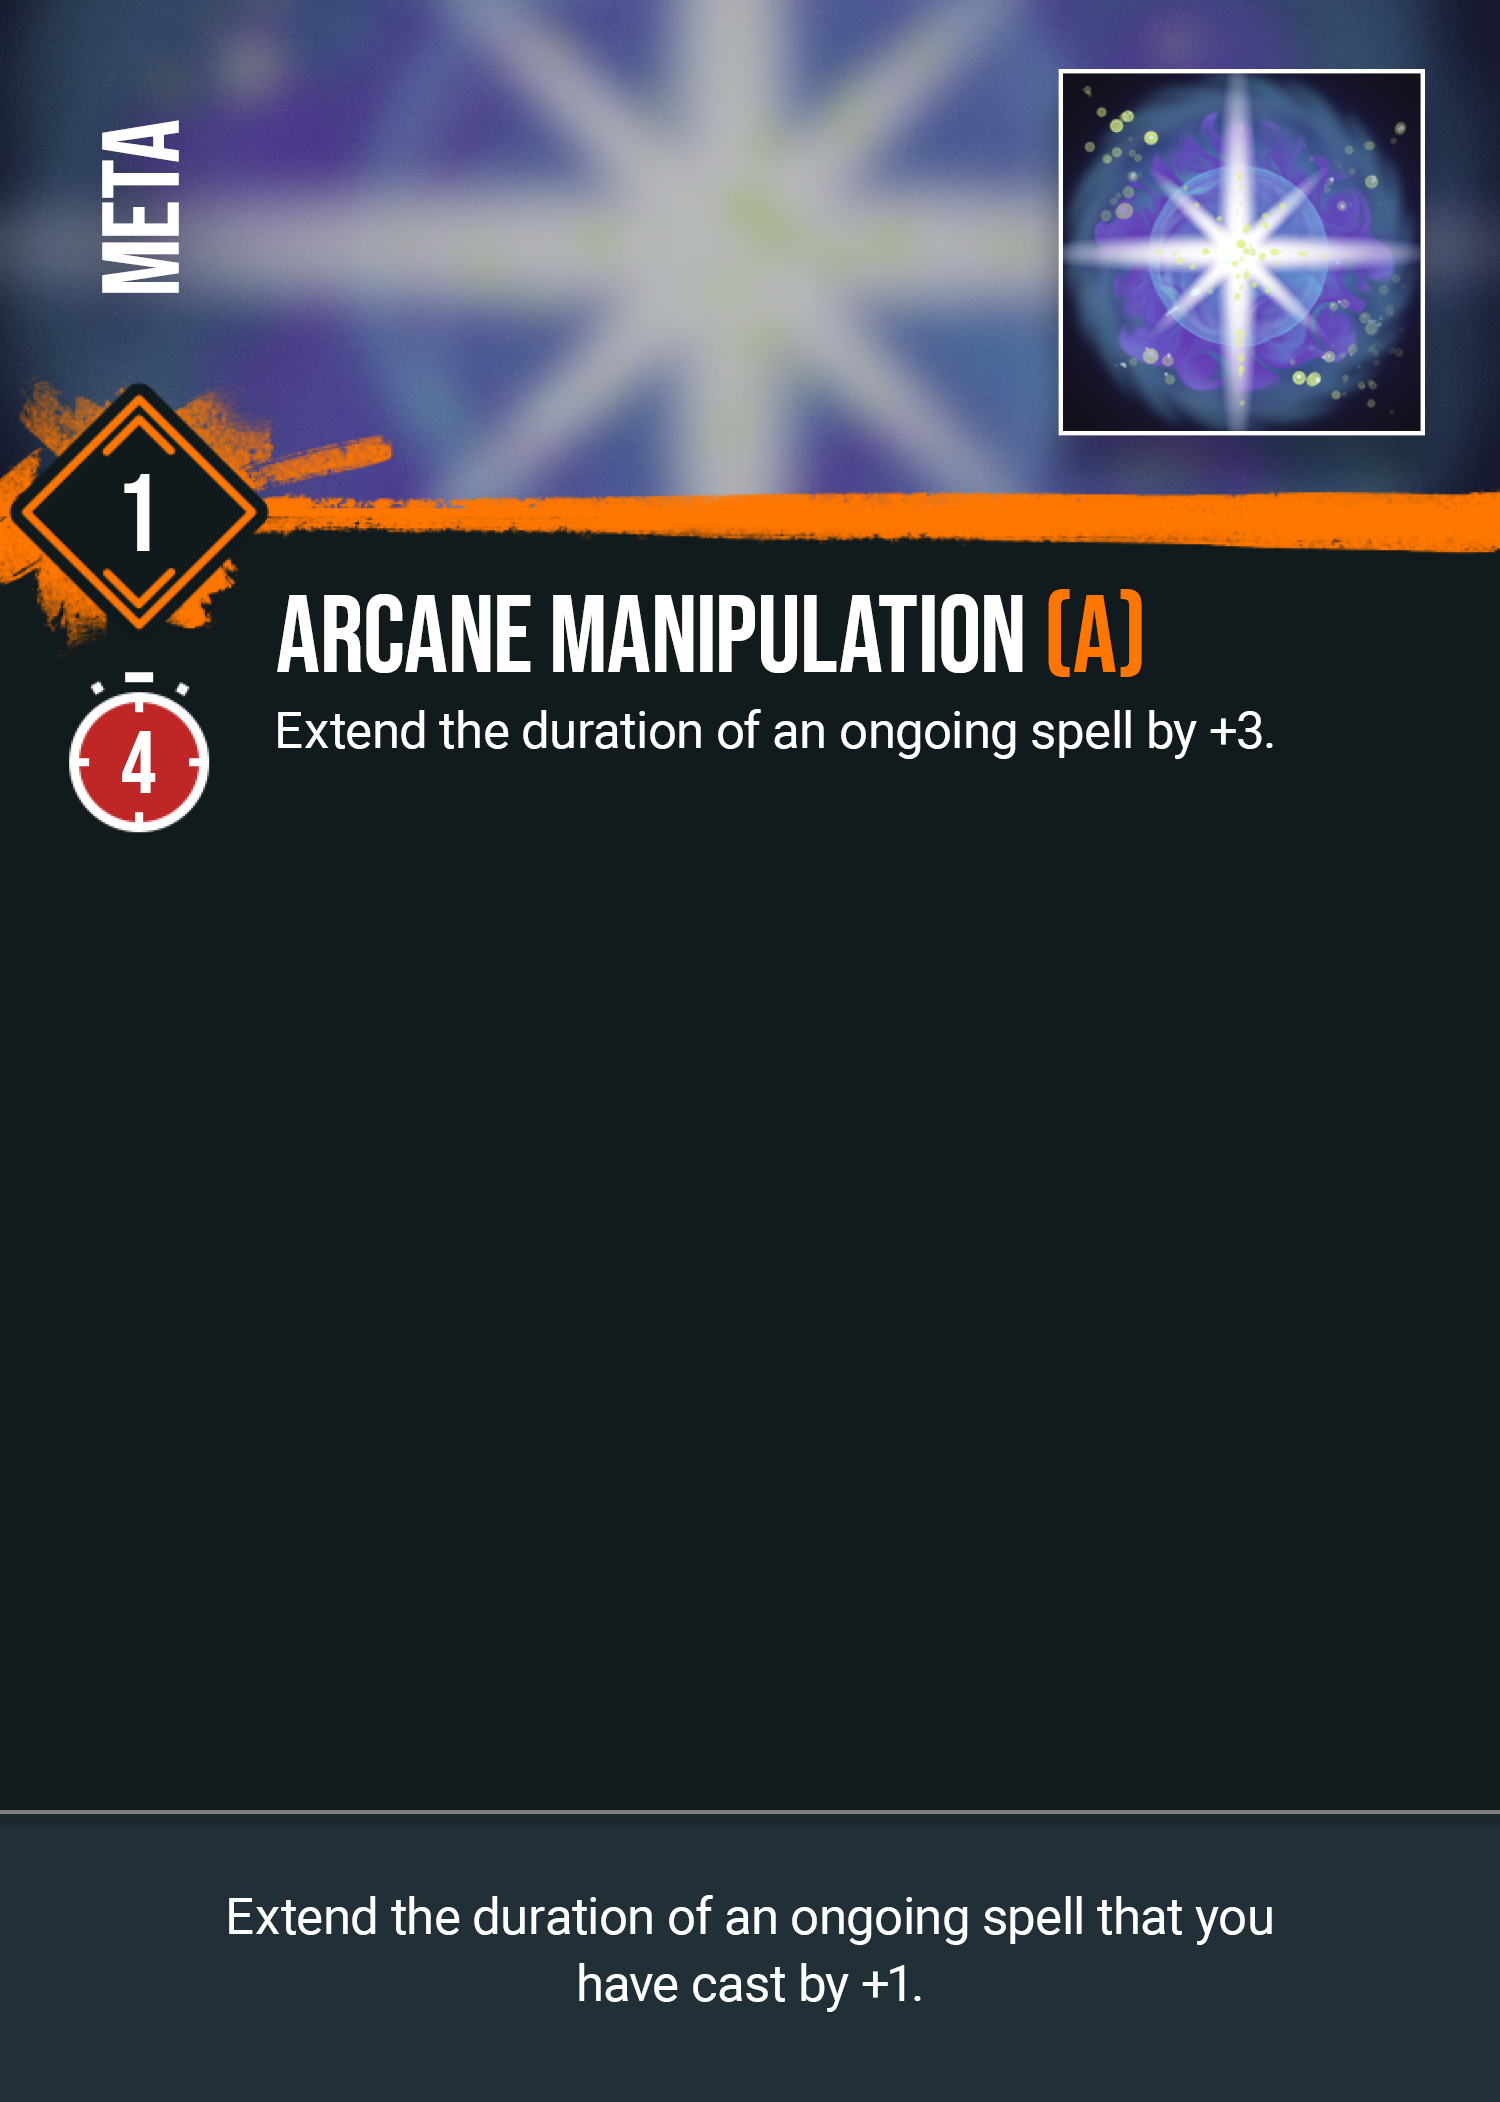 META
1
ARCANE MANIPULATION (A)
4
Extend the duration of an ongoing spell by +3.
Extend the duration of an ongoing spell that you
have cast by +1.